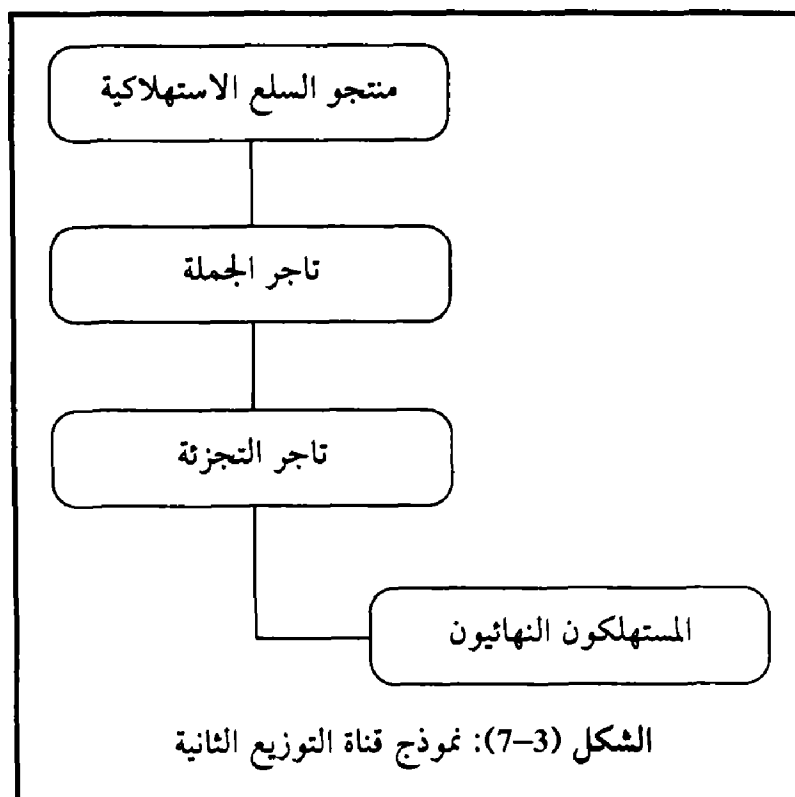 منتجو السلع الاستهلاكية
تاجر الجملة
تاجر التجزئة
المستهلكون النهائيون
الشكل (3–7): نموذج قناة التوزيع الثانية